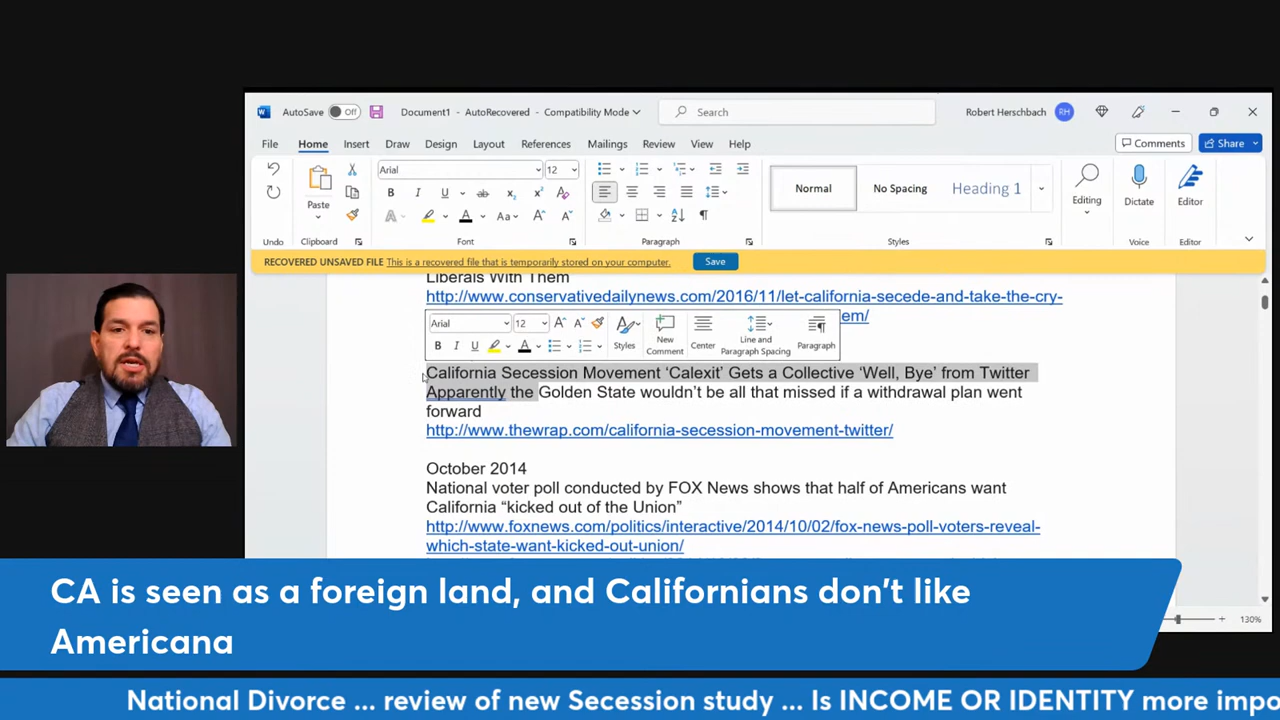 AutoSave Off Document1 - AutoRecovered - Compatibility Mode Search Robert Herschbach RH
File Home Insert Draw Design Layout References Mailings Review View Help Comments Share
Arial 12
Paste
Normal No Spacing Heading 1
Editing Dictate Editor
Undo Clipboard Font Paragraph Styles Voice Editor
RECOVERED UNSAVED FILE This is a recovered file that is temporarily stored on your computer. Save
Liberals With Them
http://www.conservativedailynews.com/2016/11/let-california-secede-and-take-the-cry-
em/
Arial 12
Styles New Comment Center Line and Paragraph Spacing Paragraph
California Secession Movement ‘Calexit’ Gets a Collective ‘Well, Bye’ from Twitter
Apparently the Golden State wouldn’t be all that missed if a withdrawal plan went
forward
http://www.thewrap.com/california-secession-movement-twitter/
October 2014
National voter poll conducted by FOX News shows that half of Americans want
California “kicked out of the Union”
http://www.foxnews.com/politics/interactive/2014/10/02/fox-news-poll-voters-reveal-
which-state-want-kicked-out-union/
CA is seen as a foreign land, and Californians don’t like
Americana
130%
National Divorce ... review of new Secession study ... Is INCOME OR IDENTITY more impo